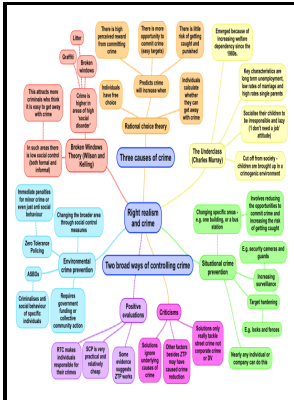 There is high
perceived reward
from committing
crime
There is more
opportunity to
commit crime
(easy targets)
There is little
risk of getting
caught and
punished
Individuals
have free
choice
Predicts crime
will increase when
Individuals
calculate
whether they
can get away
with crime
Rational choice theory
Litter
Graffiti
Broken
windows
This attracts more
criminals who think
it is easy to get away
with crime
Crime is
higher in areas
of high
'social
disorder'
In such areas there
is low social control
(both formal and
informal)
Broken Windows
Theory (Wilson and
Kelling)
Three causes of crime
Emerged because of
increasing welfare
dependency since the
1960s.
Key characteristics are
long term unemployment,
low rates of marriage and
high rates single parents
Socialise their children to
be irresponsible and lazy
('I don't need a job'
attitude)
The Underclass
(Charles Murray)
Cut off from society -
children are brought up in a
crimogenic environment
Right realism
and crime
Two broad ways of controlling crime
Immediate penalties
for minor crime or
even just anti social
behaviour
Changing the broader area
through social control
measures
Zero Tolerance
Policing
ASBOs
Environmental
crime prevention
Criminalises anti
social behaviour
of specific
individuals
Requires
government
funding or
collective
community action
Changing specific areas -
e.g. one building, or a bus
station
Involves reducing
the opportunities to
commit crime and
increasing the risk
of getting caught
E.g. security cameras and
guards
Situational crime
prevention
Increasing
surveillance
Target hardening
E.g. locks and fences
Nearly any individual or
company can do this
Positive
evaluations
RTC makes
individuals
responsible for
their crimes
SCP is very
practical and
relatively
cheap
Some
evidence
suggests
ZTP works
Criticisms
Solutions
ignore
underlying
causes of
crime
Other factors
besides ZTP
may have
caused crime
reduction
Solutions only
really tackle
street crime not
corporate crime
or DV